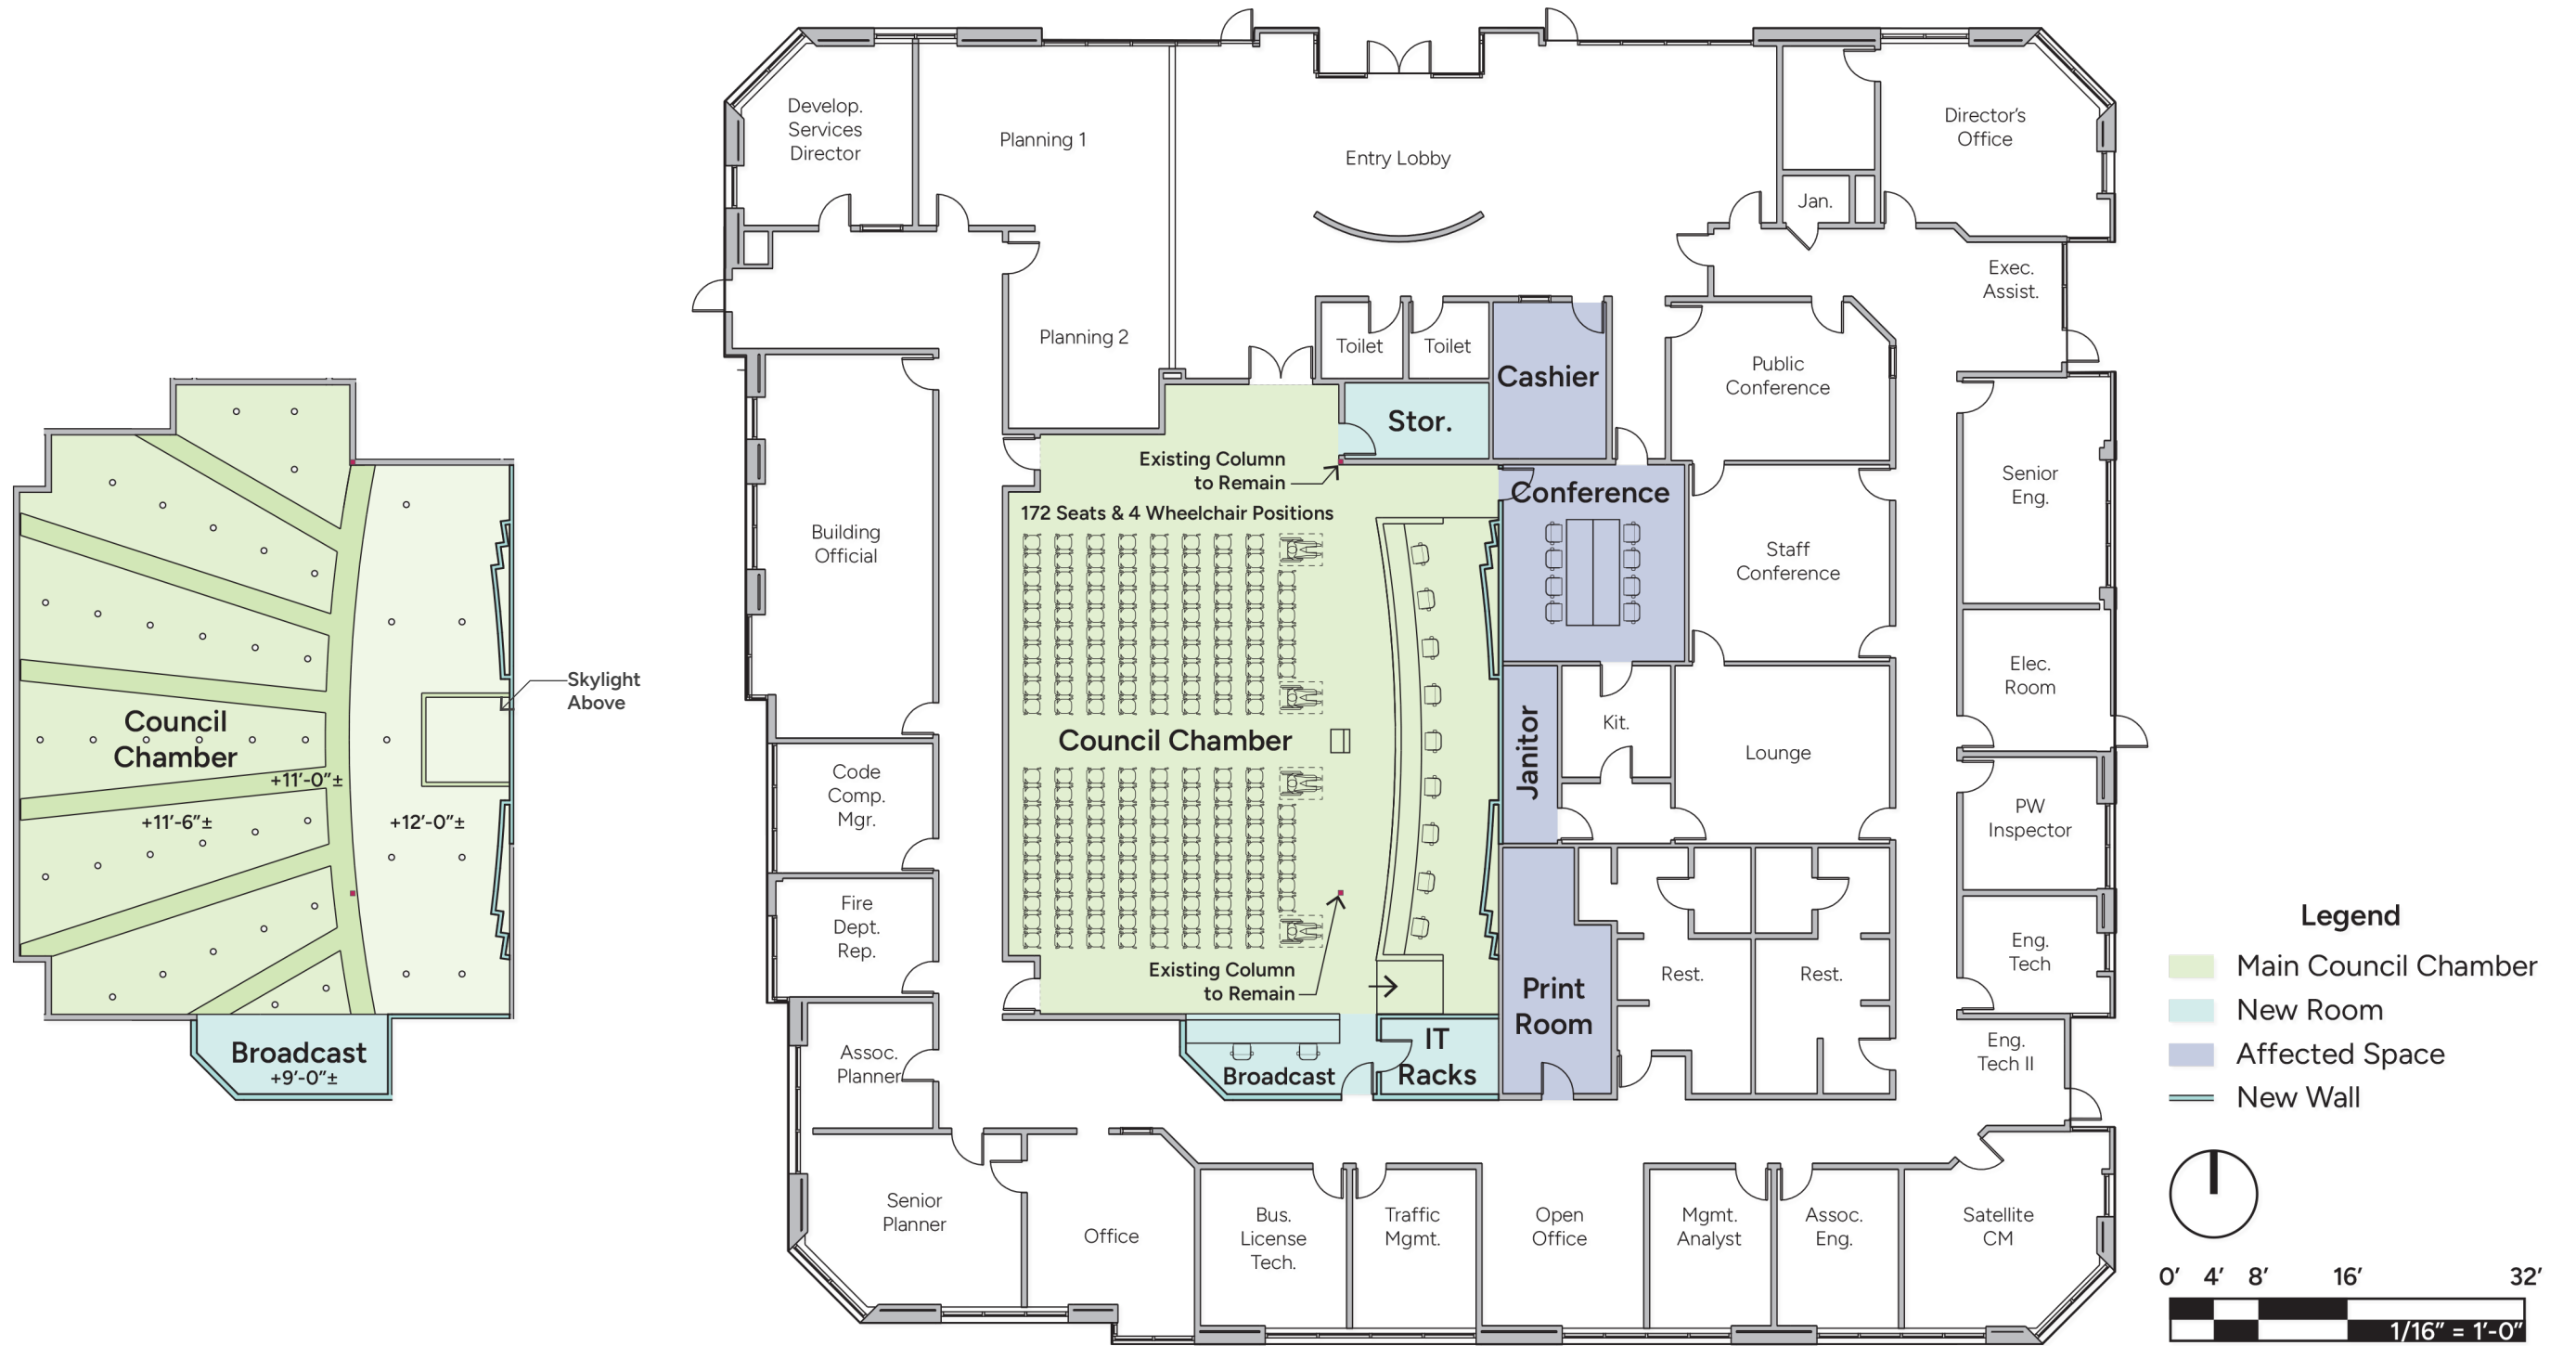 Develop.
Services
Director
Planning 1
Entry Lobby
Director's
Office
Jan.
Exec.
Assist.
Planning 2
Toilet
Toilet
Cashier
Public
Conference
Stor.
Existing Column
to Remain
172 Seats & 4 Wheelchair Positions
Conference
Senior
Eng.
Building
Official
Staff
Conference
Elec.
Room
Skylight
Above
Council
Chamber
+11'-0"±
+11'-6"±
+12'-0"±
Broadcast
+9'-0"±
Council Chamber
Janitor
Kit.
Lounge
Code
Comp.
Mgr.
PW
Inspector
Fire
Dept.
Rep.
Existing Column
to Remain
Print
Room
Rest.
Rest.
Eng.
Tech
Assoc.
Planner
Broadcast
IT
Racks
Eng.
Tech II
Senior
Planner
Office
Bus.
License
Tech.
Traffic
Mgmt.
Open
Office
Mgmt.
Analyst
Assoc.
Eng.
Satellite
CM
Legend
Main Council Chamber
New Room
Affected Space
New Wall
0' 4' 8' 16' 32'
1/16" = 1'-0"